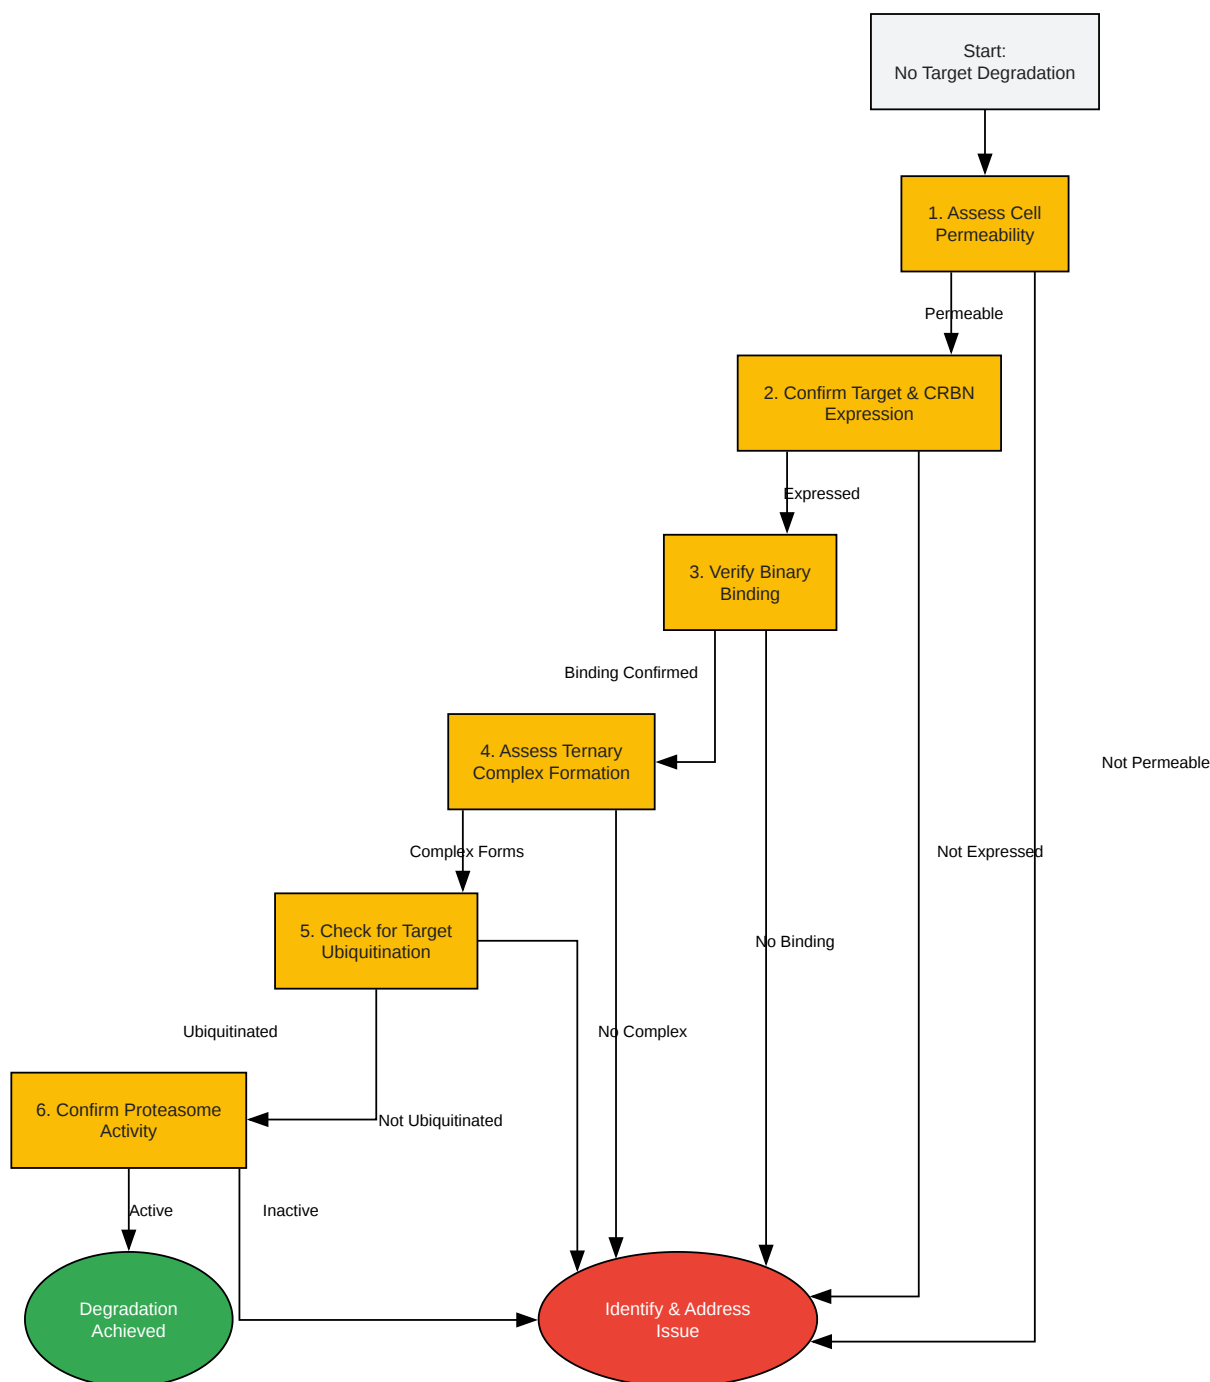 Start:
No Target Degradation
1. Assess Cell
Permeability
Permeable
2. Confirm Target & CRBN
Expression
Expressed
3. Verify Binary
Binding
Binding Confirmed
4. Assess Ternary
Complex Formation
Not Permeable
Complex Forms
Not Expressed
5. Check for Target
Ubiquitination
No Binding
Ubiquitinated
No Complex
6. Confirm Proteasome
Activity
Not Ubiquitinated
Active
Inactive
Degradation
Achieved
Identify & Address
Issue